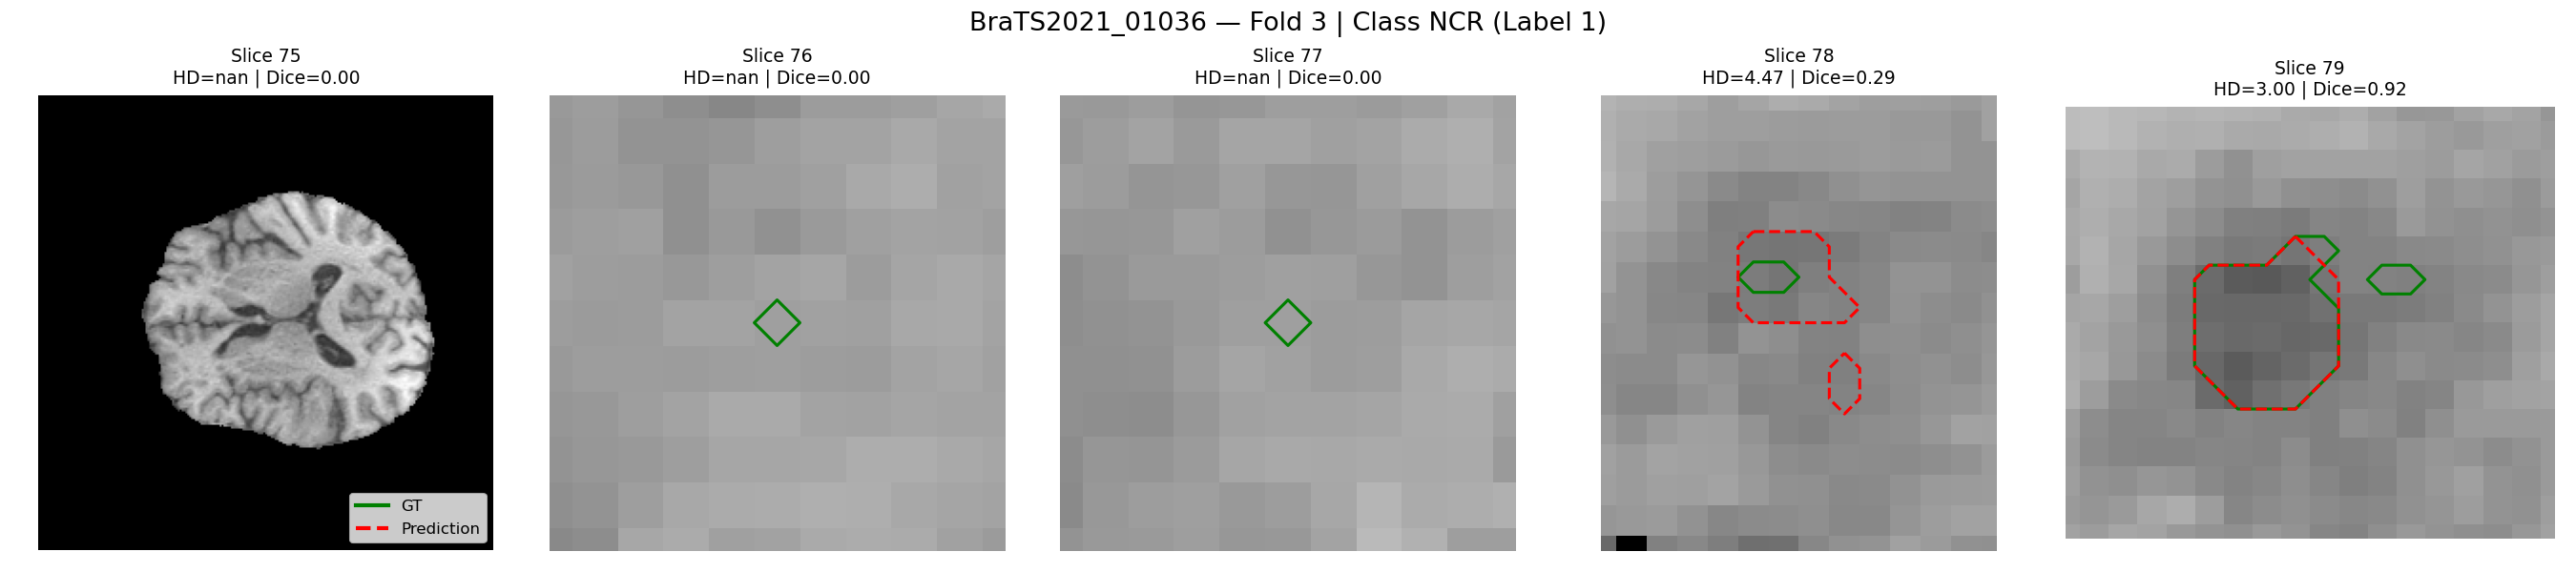 BraTS2021_01036 — Fold 3 | Class NCR (Label 1)
Slice 75
HD=nan | Dice=0.00
Slice 76
HD=nan | Dice=0.00
Slice 77
HD=nan | Dice=0.00
Slice 78
HD=4.47 | Dice=0.29
Slice 79
HD=3.00 | Dice=0.92
GT
Prediction